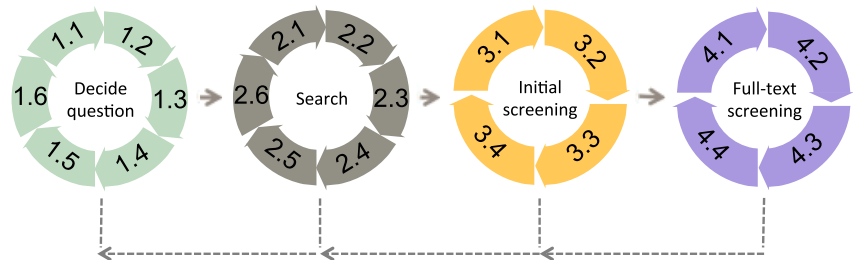 1.1
1.2
1.3
1.4
1.5
1.6
Decide
question
2.1
2.2
2.3
2.4
2.5
2.6
Search
3.1
3.2
3.3
3.4
Initial
screening
4.1
4.2
4.3
4.4
Full-text
screening